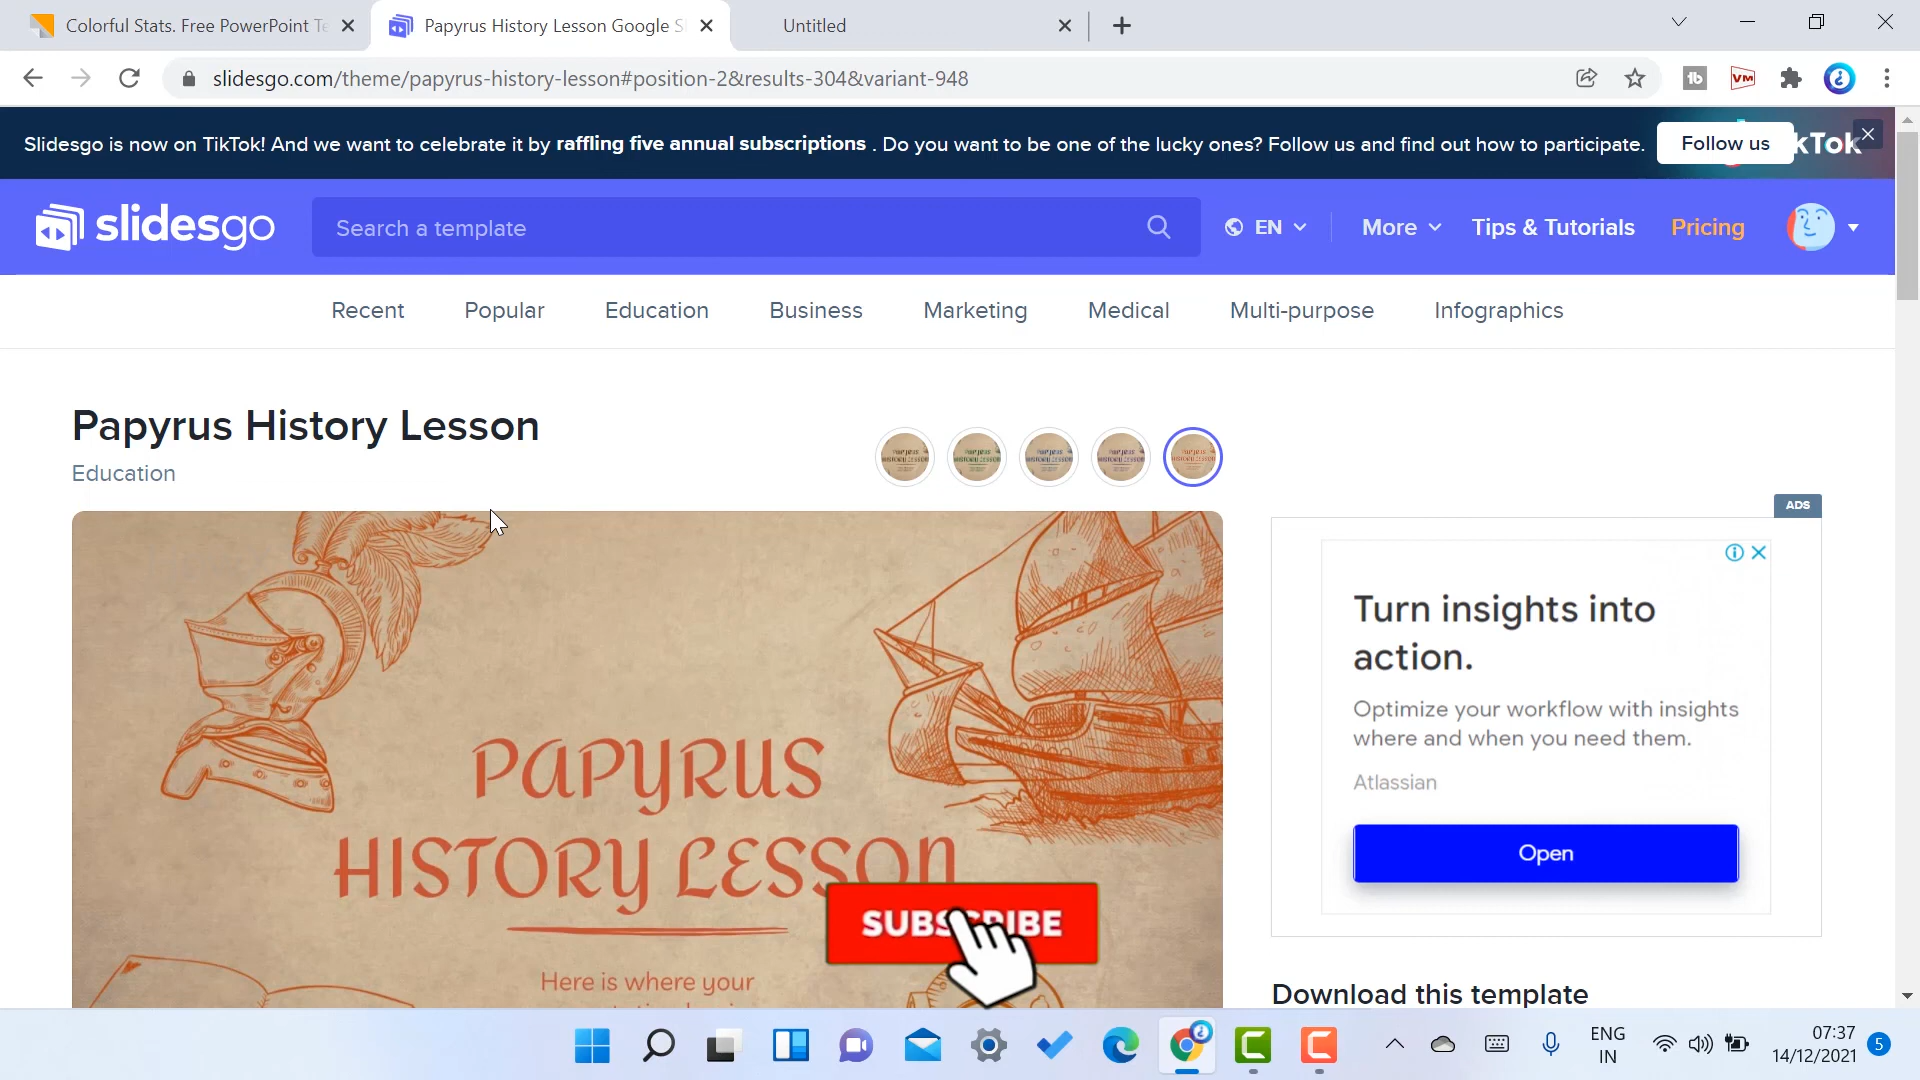 Colorful Stats. Free PowerPoint Te
Papyrus History Lesson Google S
Untitled
slidesgo.com/theme/papyrus-history-lesson#position-2&results-304&variant-948
Slidesgo is now on TikTok! And we want to celebrate it by raffling five annual subscriptions . Do you want to be one of the lucky ones? Follow us and find out how to participate.
Follow us
kTok
slidesgo
Search a template
EN
More
Tips & Tutorials
Pricing
Recent
Popular
Education
Business
Marketing
Medical
Multi-purpose
Infographics
Papyrus History Lesson
Education
ADS
PAPYRUS
HISTORY LESSON
Here is where your
SUBSCRIBE
Turn insights into
action.
Optimize your workflow with insights
where and when you need them.
Atlassian
Open
Download this template
ENG
IN
07:37
14/12/2021
5